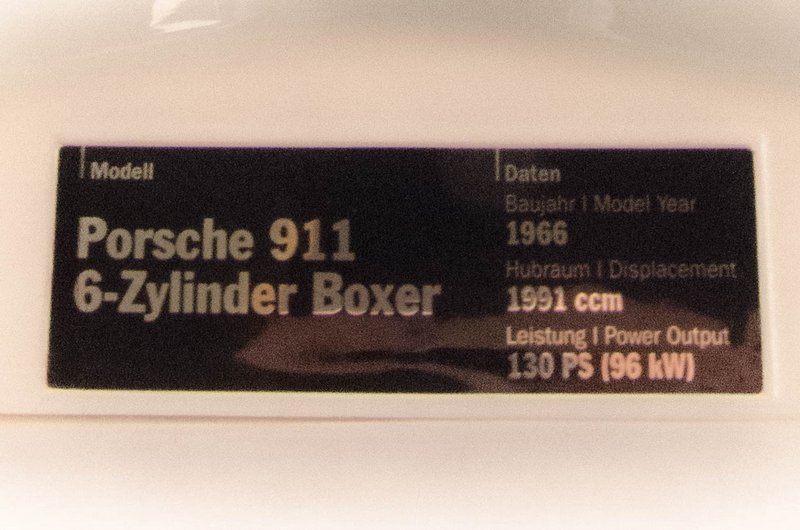 Modell
Porsche 911
6-Zylinder Boxer
Daten
Baujahr | Model Year
1966
Hubraum | Displacement
1991 ccm
Leistung | Power Output
130 PS (96 kW)